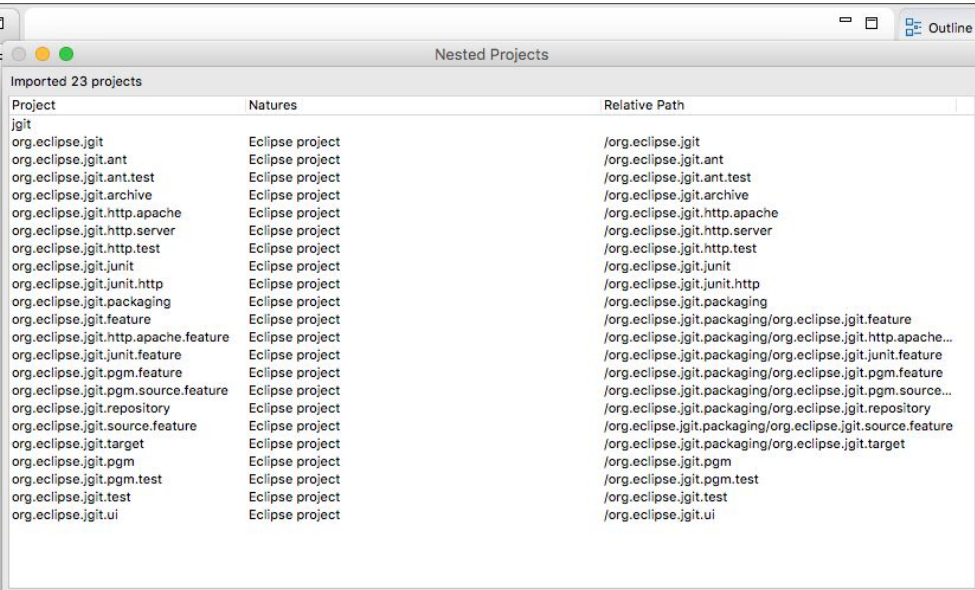 Outline
Nested Projects
Imported 23 projects
Project Natures Relative Path
jgit
org.eclipse.jgit Eclipse project /org.eclipse.jgit
org.eclipse.jgit.ant Eclipse project /org.eclipse.jgit.ant
org.eclipse.jgit.ant.test Eclipse project /org.eclipse.jgit.ant.test
org.eclipse.jgit.archive Eclipse project /org.eclipse.jgit.archive
org.eclipse.jgit.http.apache Eclipse project /org.eclipse.jgit.http.apache
org.eclipse.jgit.http.server Eclipse project /org.eclipse.jgit.http.server
org.eclipse.jgit.http.test Eclipse project /org.eclipse.jgit.http.test
org.eclipse.jgit.junit Eclipse project /org.eclipse.jgit.junit
org.eclipse.jgit.junit.http Eclipse project /org.eclipse.jgit.junit.http
org.eclipse.jgit.packaging Eclipse project /org.eclipse.jgit.packaging
org.eclipse.jgit.feature Eclipse project /org.eclipse.jgit.packaging/org.eclipse.jgit.feature
org.eclipse.jgit.http.apache.feature Eclipse project /org.eclipse.jgit.packaging/org.eclipse.jgit.http.apache...
org.eclipse.jgit.junit.feature Eclipse project /org.eclipse.jgit.packaging/org.eclipse.jgit.junit.feature
org.eclipse.jgit.pgm.feature Eclipse project /org.eclipse.jgit.packaging/org.eclipse.jgit.pgm.feature
org.eclipse.jgit.pgm.source.feature Eclipse project /org.eclipse.jgit.packaging/org.eclipse.jgit.pgm.source...
org.eclipse.jgit.repository Eclipse project /org.eclipse.jgit.packaging/org.eclipse.jgit.repository
org.eclipse.jgit.source.feature Eclipse project /org.eclipse.jgit.packaging/org.eclipse.jgit.source.feature
org.eclipse.jgit.target Eclipse project /org.eclipse.jgit.packaging/org.eclipse.jgit.target
org.eclipse.jgit.pgm Eclipse project /org.eclipse.jgit.pgm
org.eclipse.jgit.pgm.test Eclipse project /org.eclipse.jgit.pgm.test
org.eclipse.jgit.test Eclipse project /org.eclipse.jgit.test
org.eclipse.jgit.ui Eclipse project /org.eclipse.jgit.ui